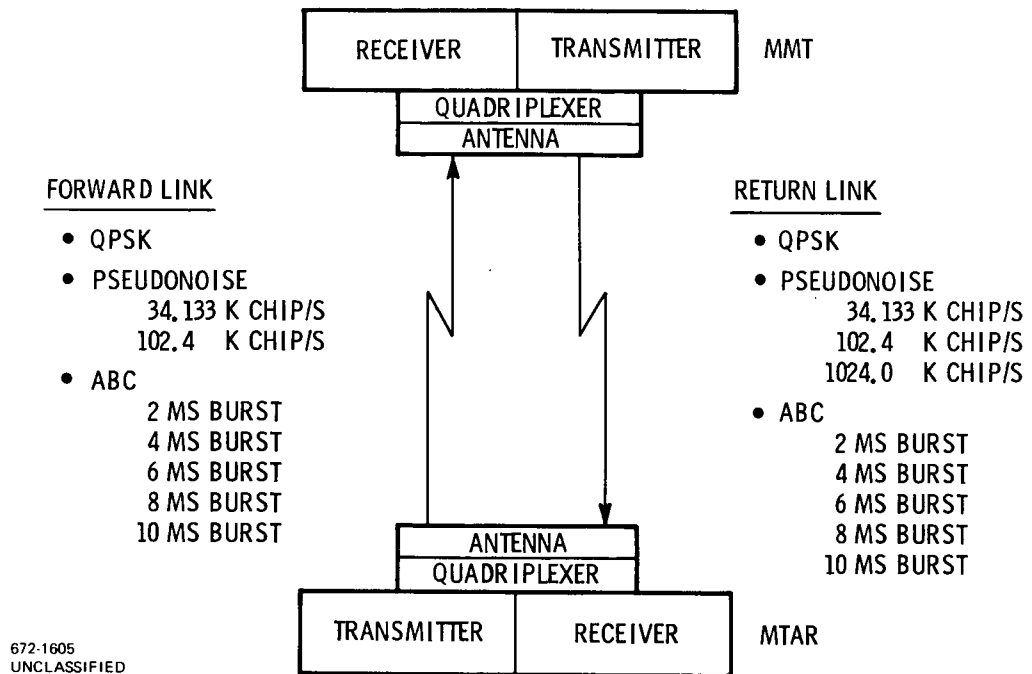 RECEIVER TRANSMITTER MMT
QUADRIPLEXER
ANTENNA
FORWARD LINK
• QPSK
• PSEUDONOISE
34.133 K CHIP/S
102.4 K CHIP/S
• ABC
2 MS BURST
4 MS BURST
6 MS BURST
8 MS BURST
10 MS BURST
RETURN LINK
• QPSK
• PSEUDONOISE
34.133 K CHIP/S
102.4 K CHIP/S
1024.0 K CHIP/S
• ABC
2 MS BURST
4 MS BURST
6 MS BURST
8 MS BURST
10 MS BURST
ANTENNA
QUADRIPLEXER
TRANSMITTER RECEIVER MTAR
672-1605
UNCLASSIFIED